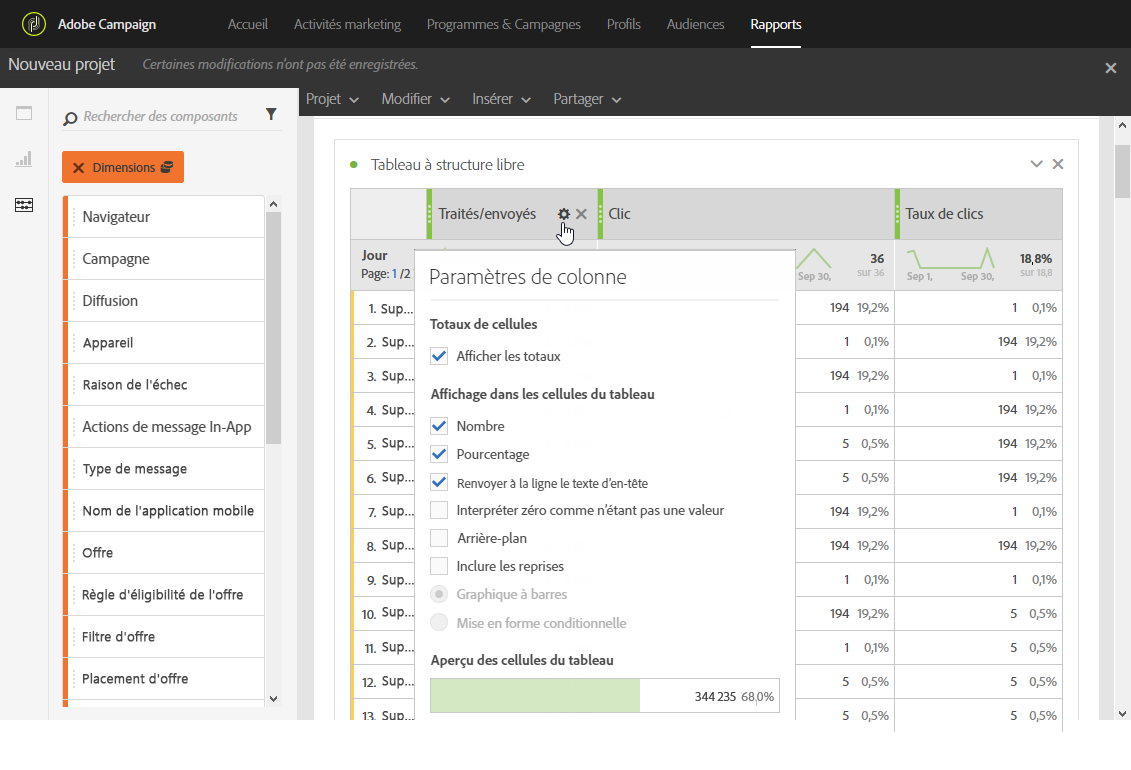 Adobe Campaign Accueil Activités marketing Programmes & Campagnes Profils Audiences Rapports
Nouveau projet Certaines modifications n'ont pas été enregistrées.
Projet Modifier Insérer Partager
Rechercher des composants
Dimensions
Navigateur
Campagne
Diffusion
Appareil
Raison de l'échec
Actions de message In-App
Type de message
Nom de l'application mobile
Offre
Règle d'éligibilité de l'offre
Filtre d'offre
Placement d'offre
Tableau à structure libre
Traités/envoyés Clic Taux de clics
Jour
Page: 1 /2
Sep 30, 36 sur 36
Sep 1, Sep 30, 18,8% sur 18,8
1. Sup... 194 19,2% 1 0,1%
2. Sup... 1 0,1% 194 19,2%
3. Sup... 194 19,2% 1 0,1%
4. Sup... 1 0,1% 194 19,2%
5. Sup... 5 0,5% 194 19,2%
6. Sup... 5 0,5% 194 19,2%
7. Sup... 194 19,2% 1 0,1%
8. Sup... 194 19,2% 194 19,2%
9. Sup... 1 0,1% 1 0,1%
10. Sup... 194 19,2% 5 0,5%
11. Sup... 1 0,1% 5 0,5%
12. Sup... 5 0,5% 5 0,5%
13. Sup... 5 0,5% 5 0,5%
Paramètres de colonne
Totaux de cellules
Afficher les totaux
Affichage dans les cellules du tableau
Nombre
Pourcentage
Renvoyer à la ligne le texte d’en-tête
Interpréter zéro comme n’étant pas une valeur
Arrière-plan
Inclure les reprises
Graphique à barres
Mise en forme conditionnelle
Aperçu des cellules du tableau
344 235 68,0%